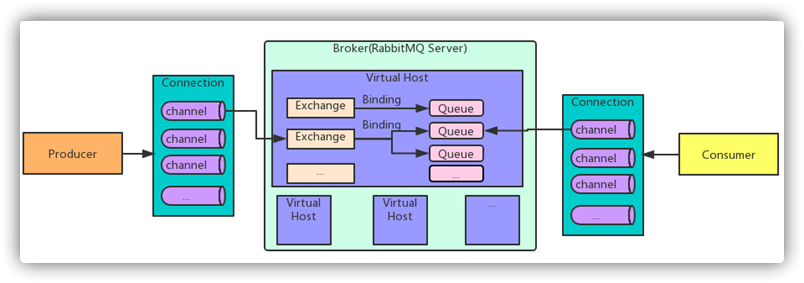 Broker(RabbitMQ Server)
Connection
channel
channel
channel
...
Producer
Virtual Host
Exchange
Binding
Queue
Exchange
Binding
Queue
Queue
...
...
Virtual
Host
Virtual
Host
...
Connection
channel
channel
channel
...
Consumer